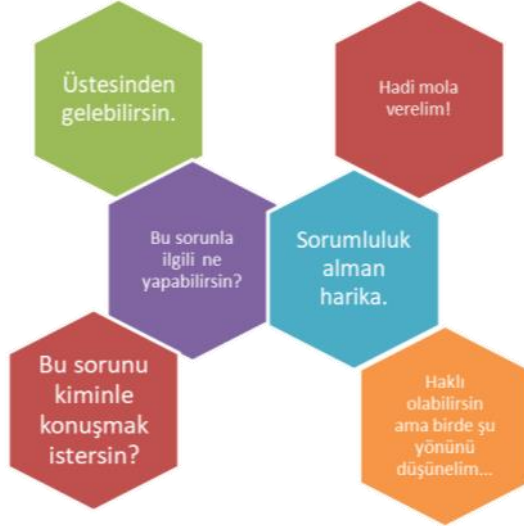 Üstesinden
gelebilirsin.
Hadi mola
verelim!
Bu sorunla
ilgili ne
yapabilirsin?
Sorumluluk
alman
harika.
Bu sorunu
kiminle
konuşmak
istersin?
Haklı
olabilirsin
ama birde şu
yönünü
düşünelim...